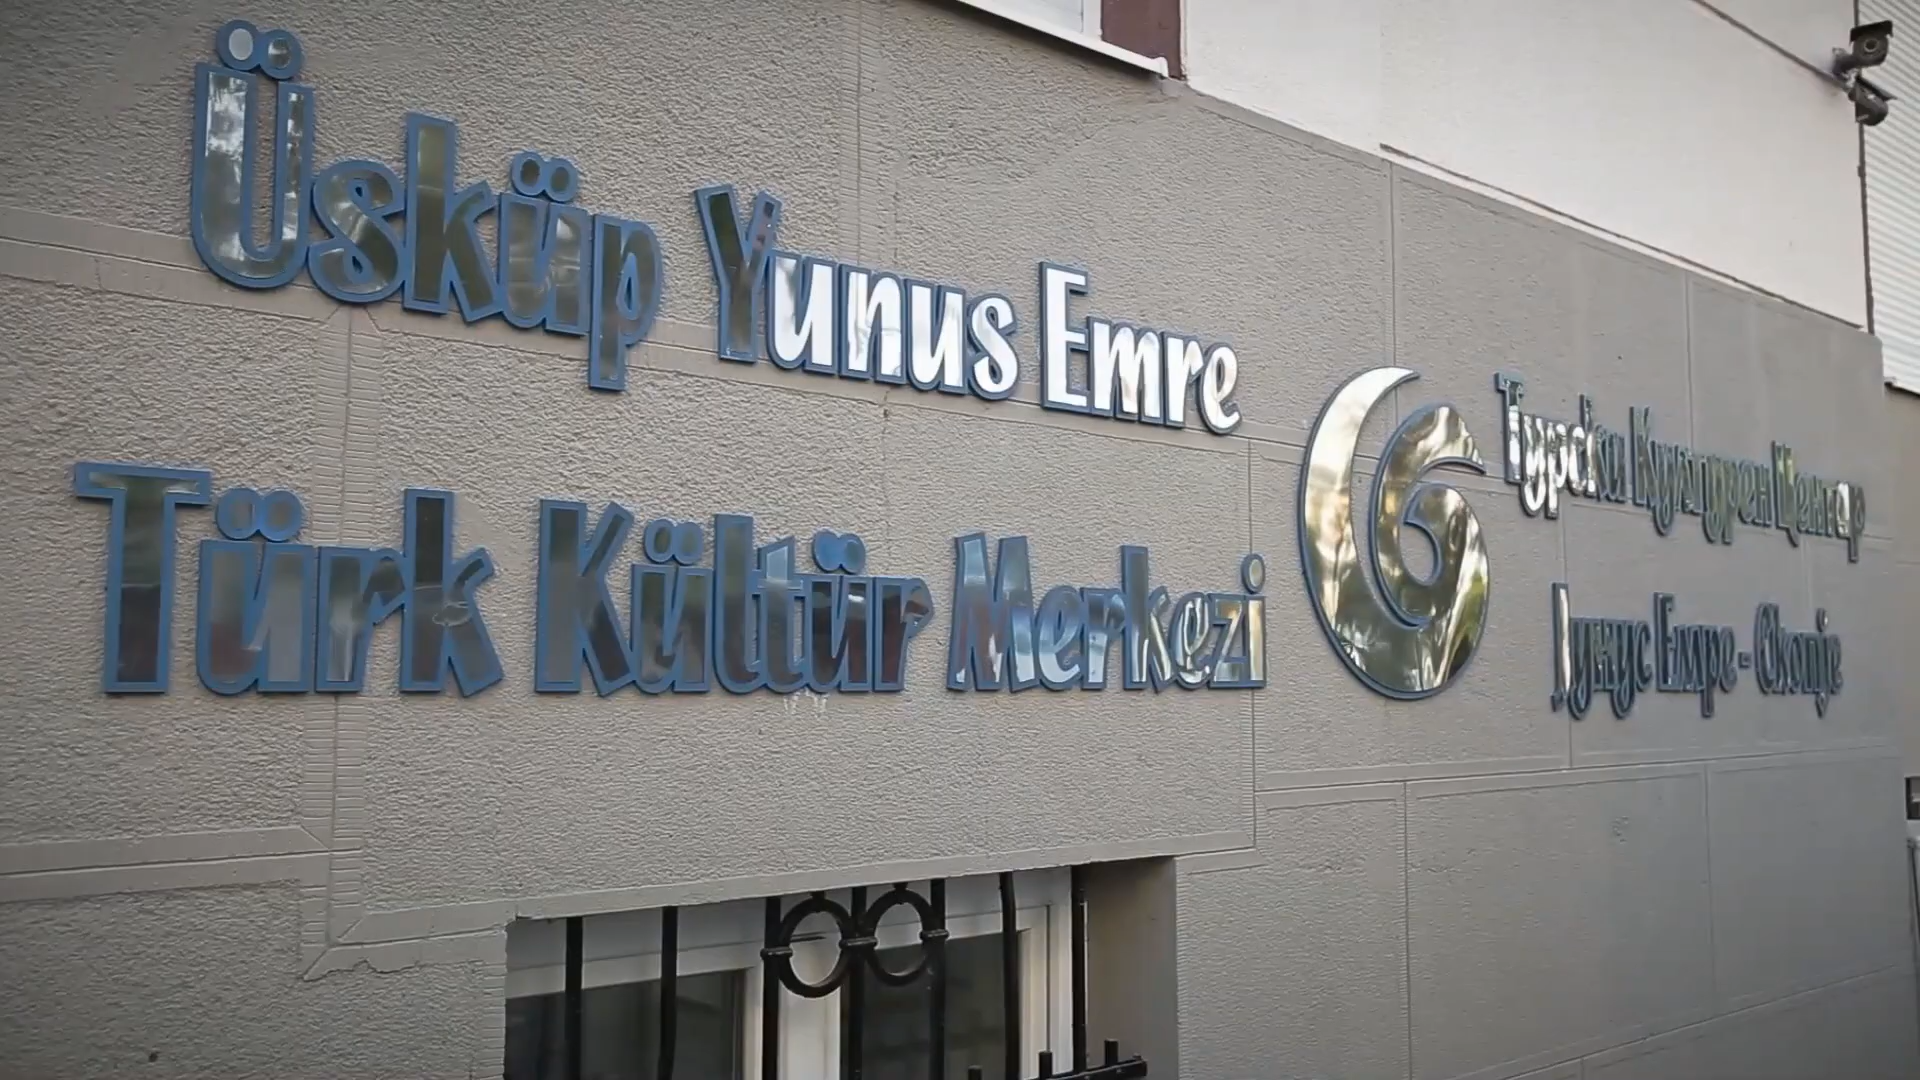 Üsküp Yunus Emre
Türk Kültür Merkezi
Турски Културен Центар
Јунус Емре - Скопје